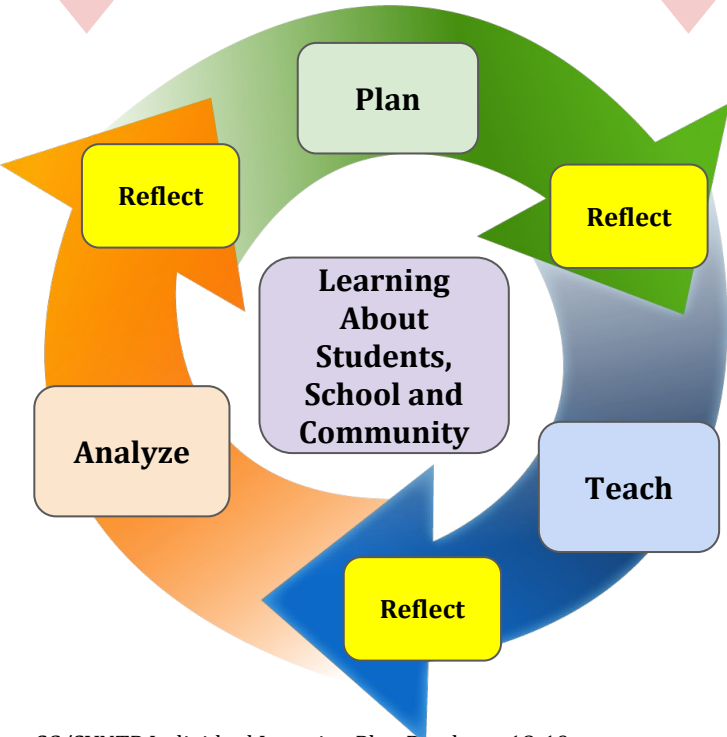 Plan
Reflect
Reflect
Learning
About
Students,
School and
Community
Analyze
Teach
Reflect